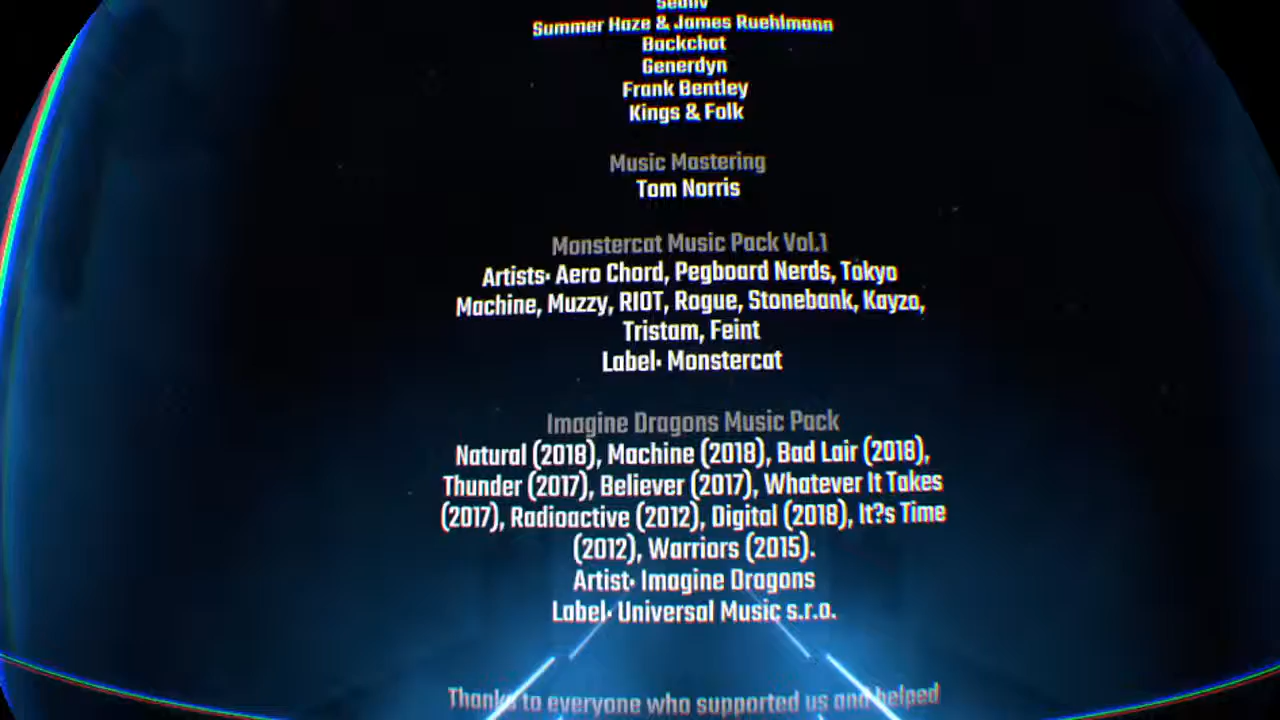 Summer Haze & James Ruehlmann
Backchat
Generdyn
Frank Bentley
Kings & Folk
Music Mastering
Tom Norris
Monstercat Music Pack Vol.1
Artists: Aero Chord, Pegboard Nerds, Tokyo
Machine, Muzzy, RIOT, Rogue, Stonebank, Kayzo,
Tristam, Feint
Label: Monstercat
Imagine Dragons Music Pack
Natural (2018), Machine (2018), Bad Lair (2018),
Thunder (2017), Believer (2017), Whatever It Takes
(2017), Radioactive (2012), Digital (2018), It?s Time
(2012), Warriors (2015).
Artist: Imagine Dragons
Label: Universal Music s.r.o.
Thanks to everyone who supported us and helped